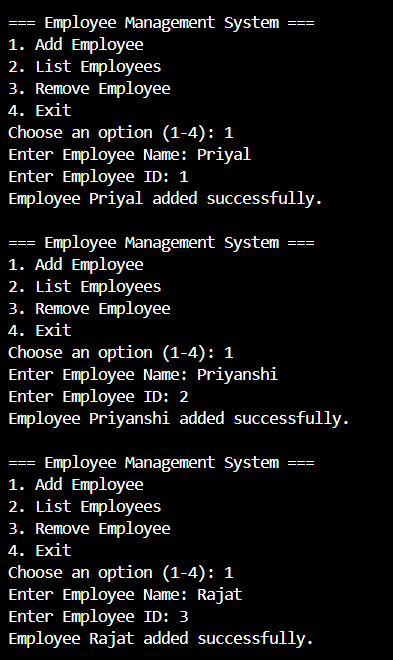 === Employee Management System ===
1. Add Employee
2. List Employees
3. Remove Employee
4. Exit
Choose an option (1-4): 1
Enter Employee Name: Priyal
Enter Employee ID: 1
Employee Priyal added successfully.
=== Employee Management System ===
1. Add Employee
2. List Employees
3. Remove Employee
4. Exit
Choose an option (1-4): 1
Enter Employee Name: Priyanshi
Enter Employee ID: 2
Employee Priyanshi added successfully.
=== Employee Management System ===
1. Add Employee
2. List Employees
3. Remove Employee
4. Exit
Choose an option (1-4): 1
Enter Employee Name: Rajat
Enter Employee ID: 3
Employee Rajat added successfully.